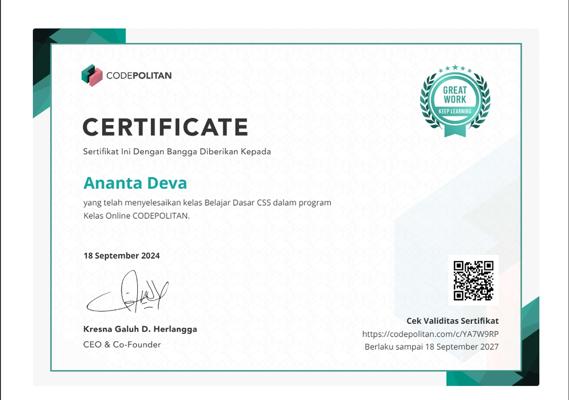 CODEPOLITAN
GREAT
WORK
KEEP LEARNING
CERTIFICATE
Sertifikat Ini Dengan Bangga Diberikan Kepada
Ananta Deva
yang telah menyelesaikan kelas Belajar Dasar CSS dalam program
Kelas Online CODEPOLITAN.
18 September 2024
Kresna Galuh D. Herlangga
CEO & Co-Founder
Cek Validitas Sertifikat
https://codepolitan.com/c/YA7W9RP
Berlaku sampai 18 September 2027